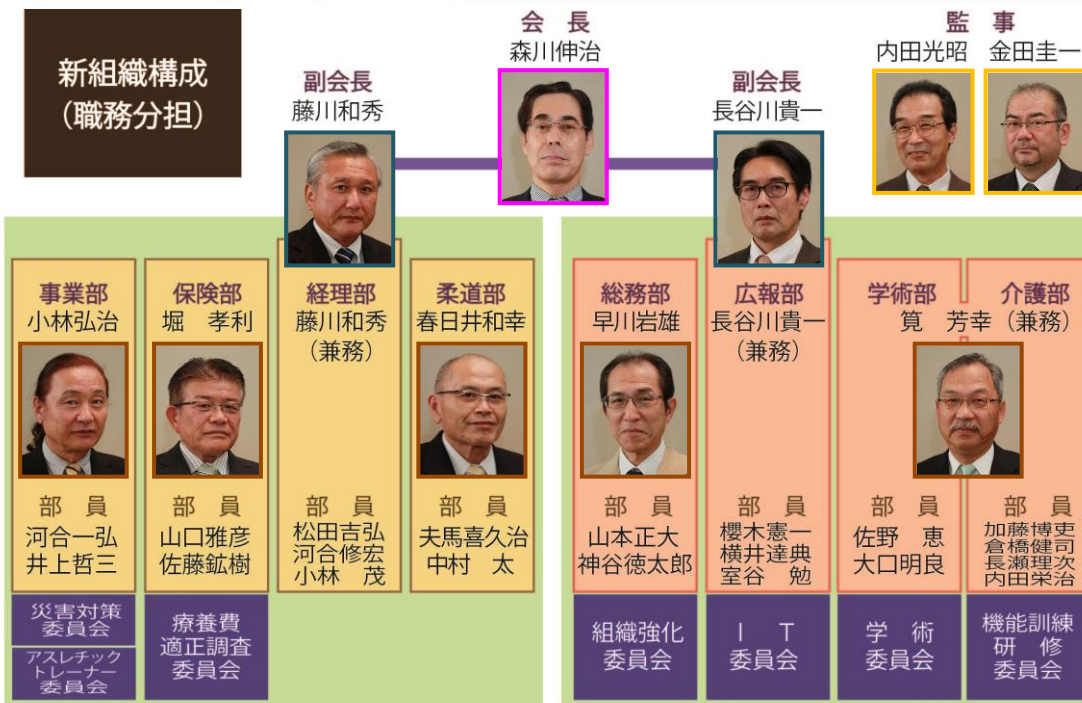 新組織構成
（職務分担）
会 長
森川伸治
副会長
藤川和秀
副会長
長谷川貴一
監 事
内田光昭 金田圭一
事業部
小林弘治
部 員
河合一弘
井上哲三
災害対策
委員会
アスレチック
トレーナー
委員会
保険部
堀 孝利
部 員
山口雅彦
佐藤鉱樹
療養費
適正調査
委員会
経理部
藤川和秀
（兼務）
部 員
松田吉弘
河合修宏
小林 茂
柔道部
春日井和幸
部 員
夫馬喜久治
中村 太
総務部
早川岩雄
部 員
山本正大
神谷徳太郎
組織強化
委員会
広報部
長谷川貴一
（兼務）
部 員
櫻木憲一
横井達典
室谷 勉
I T
委員会
学術部 介護部
筧 芳幸（兼務）
部 員
佐野 恵
大口明良
学 術
委員会
部 員
加藤博吏
倉橋健司
長瀬理次
内田栄治
機能訓練
研 修
委員会